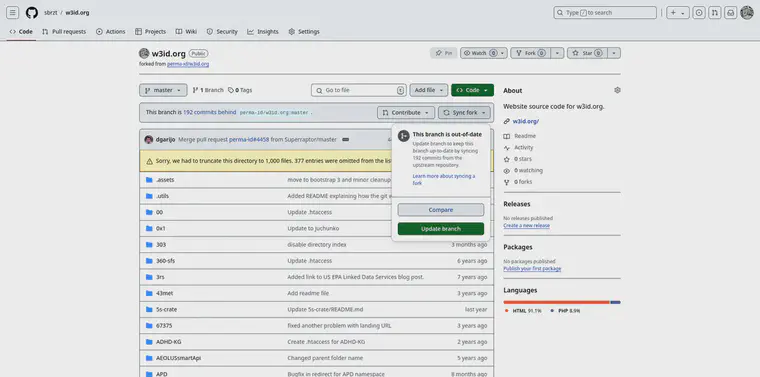 sbrzt / w3id.org
Type / to search
Code Pull requests Actions Projects Wiki Security Insights Settings
w3id.org Public
Pin Watch 0 Fork 0 Star 0
forked from perma-id/w3id.org
master 1 Branch 0 Tags
Go to file
Add file Code
This branch is 192 commits behind perma-id/w3id.org:master .
Contribute Sync fork
dgarijo Merge pull request perma-id#4458 from Superraptor/master
Sorry, we had to truncate this directory to 1,000 files. 377 entries were omitted from the
This branch is out-of-date
Update branch to keep this
branch up-to-date by syncing
192 commits from the
upstream repository.
Learn more about syncing a
fork
Compare
Update branch
.assets move to bootstrap 3 and minor cleanup
.utils Added README explaining how the git
00 Update .htaccess
0x1 Update to Juchunko
303 disable directory index 3 months ago
360-sfs Update .htaccess 6 years ago
3rs Added link to US EPA Linked Data Services blog post. 7 years ago
43met Add readme file 3 years ago
5s-crate Update 5s-crate/README.md last year
67375 fixed another problem with landing URL 3 years ago
ADHD-KG Create .htaccess for ADHD-KG 2 years ago
AEOLUSsmartApi Changed parent folder name 5 years ago
APD Bugfix in redirect for APD namespace 8 months ago
About
Website source code for w3id.org.
w3id.org/
Readme
Activity
0 stars
0 watching
0 forks
Releases
No releases published
Create a new release
Packages
No packages published
Publish your first package
Languages
HTML 91.1% PHP 8.9%